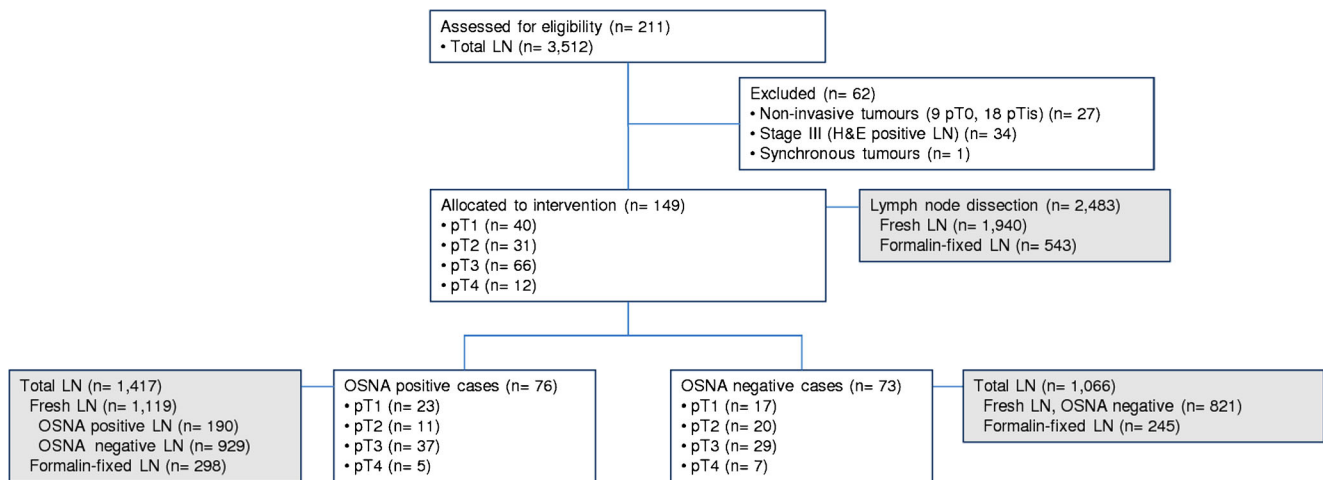 Assessed for eligibility (n= 211)
• Total LN (n= 3,512)
Excluded (n= 62)
• Non-invasive tumours (9 pT0, 18 pTis) (n= 27)
• Stage III (H&E positive LN) (n= 34)
• Synchronous tumours (n= 1)
Allocated to intervention (n= 149)
• pT1 (n= 40)
• pT2 (n= 31)
• pT3 (n= 66)
• pT4 (n= 12)
Lymph node dissection (n= 2,483)
Fresh LN (n= 1,940)
Formalin-fixed LN (n= 543)
Total LN (n= 1,417)
Fresh LN (n= 1,119)
OSNA positive LN (n= 190)
OSNA negative LN (n= 929)
Formalin-fixed LN (n= 298)
OSNA positive cases (n= 76)
• pT1 (n= 23)
• pT2 (n= 11)
• pT3 (n= 37)
• pT4 (n= 5)
OSNA negative cases (n= 73)
• pT1 (n= 17)
• pT2 (n= 20)
• pT3 (n= 29)
• pT4 (n= 7)
Total LN (n= 1,066)
Fresh LN, OSNA negative (n= 821)
Formalin-fixed LN (n= 245)